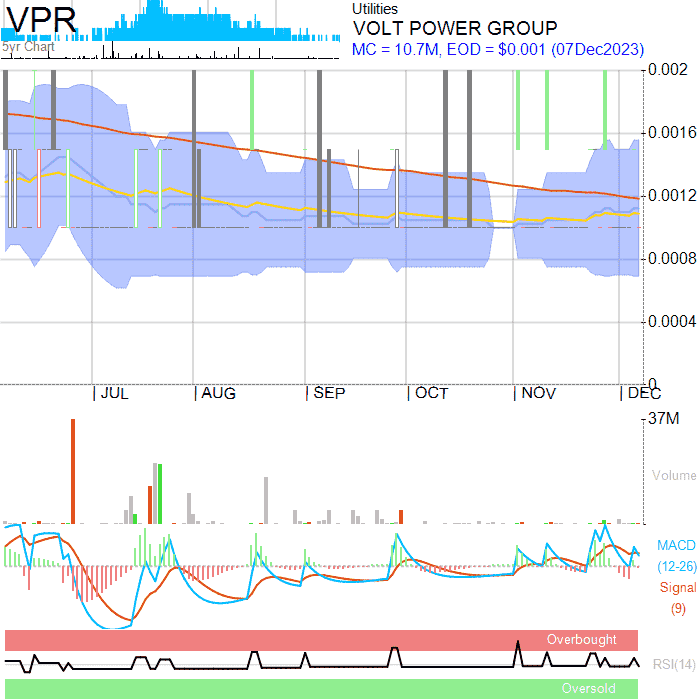 VPR
5yr Chart
Utilities
VOLT POWER GROUP
MC = 10.7M, EOD = $0.001 (07Dec2023)
0.002
0.0016
0.0012
0.0008
0.0004
0
JUL AUG SEP OCT NOV DEC
37M
Volume
MACD
(12-26)
Signal
(9)
Overbought
RSI(14)
Oversold